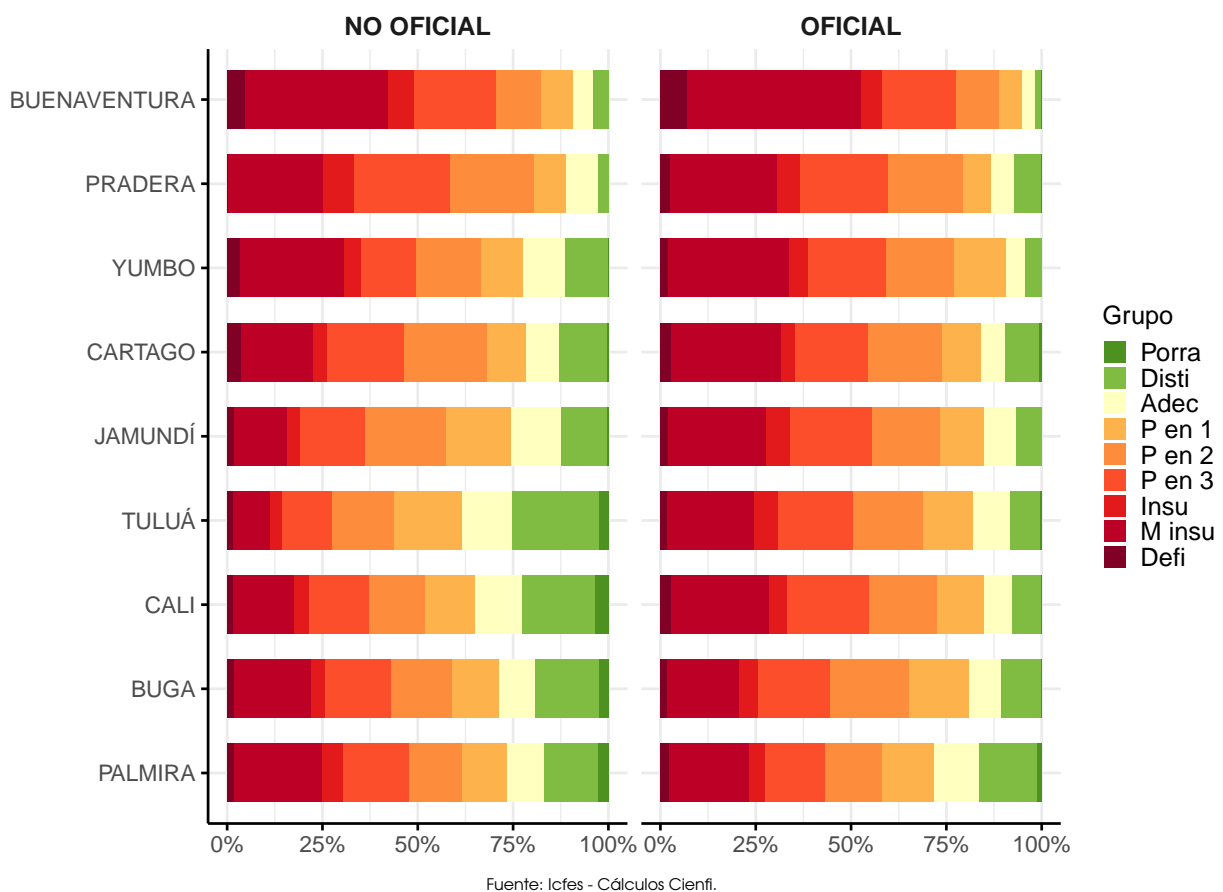 NO OFICIAL
OFICIAL
BUENAVENTURA
PRADERA
YUMBO
CARTAGO
JAMUNDÍ
TULUÁ
CALI
BUGA
PALMIRA
0% 25% 50% 75% 100%
0% 25% 50% 75% 100%
Grupo
Porra
Disti
Adec
P en 1
P en 2
P en 3
Insu
M insu
Defi
Fuente: Icfes - Cálculos Cienfi.